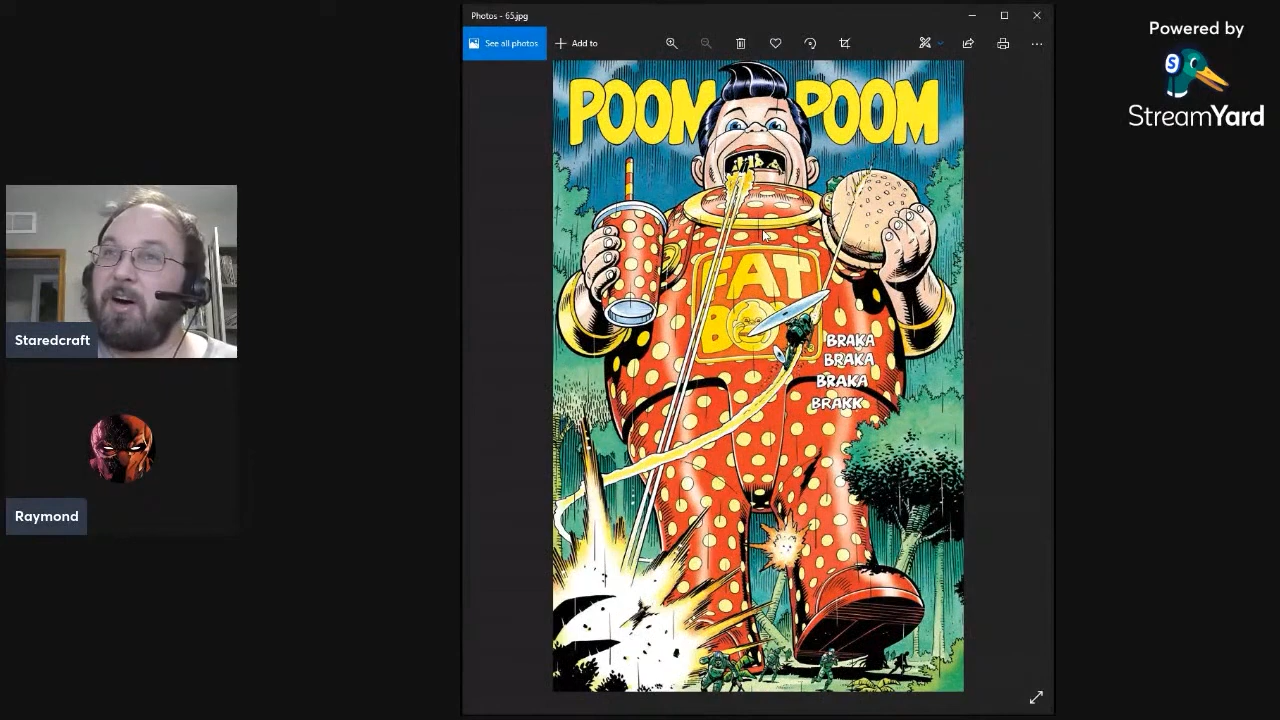 Photos - 65.jpg
See all photos
Add to
Powered by
S
StreamYard
POOM POOM
FAT
BOY
BRAKA
BRAKA
BRAKA
BRAKK
Staredcraft
Raymond